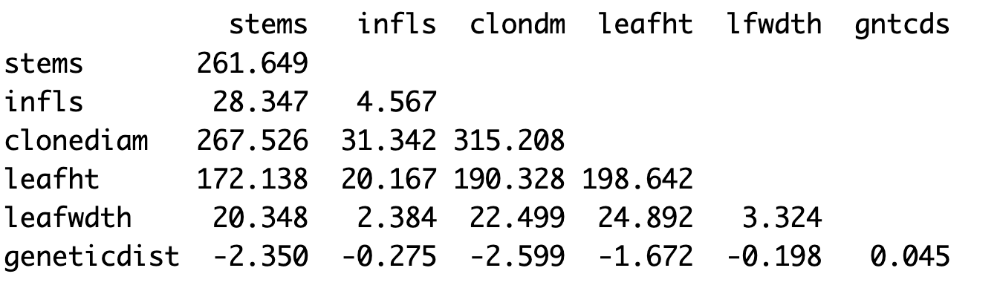 stems infls clondm leafht lfwdth gntcds
stems 261.649
infls 28.347 4.567
clonediam 267.526 31.342 315.208
leafht 172.138 20.167 190.328 198.642
leafwdth 20.348 2.384 22.499 24.892 3.324
geneticdist -2.350 -0.275 -2.599 -1.672 -0.198 0.045